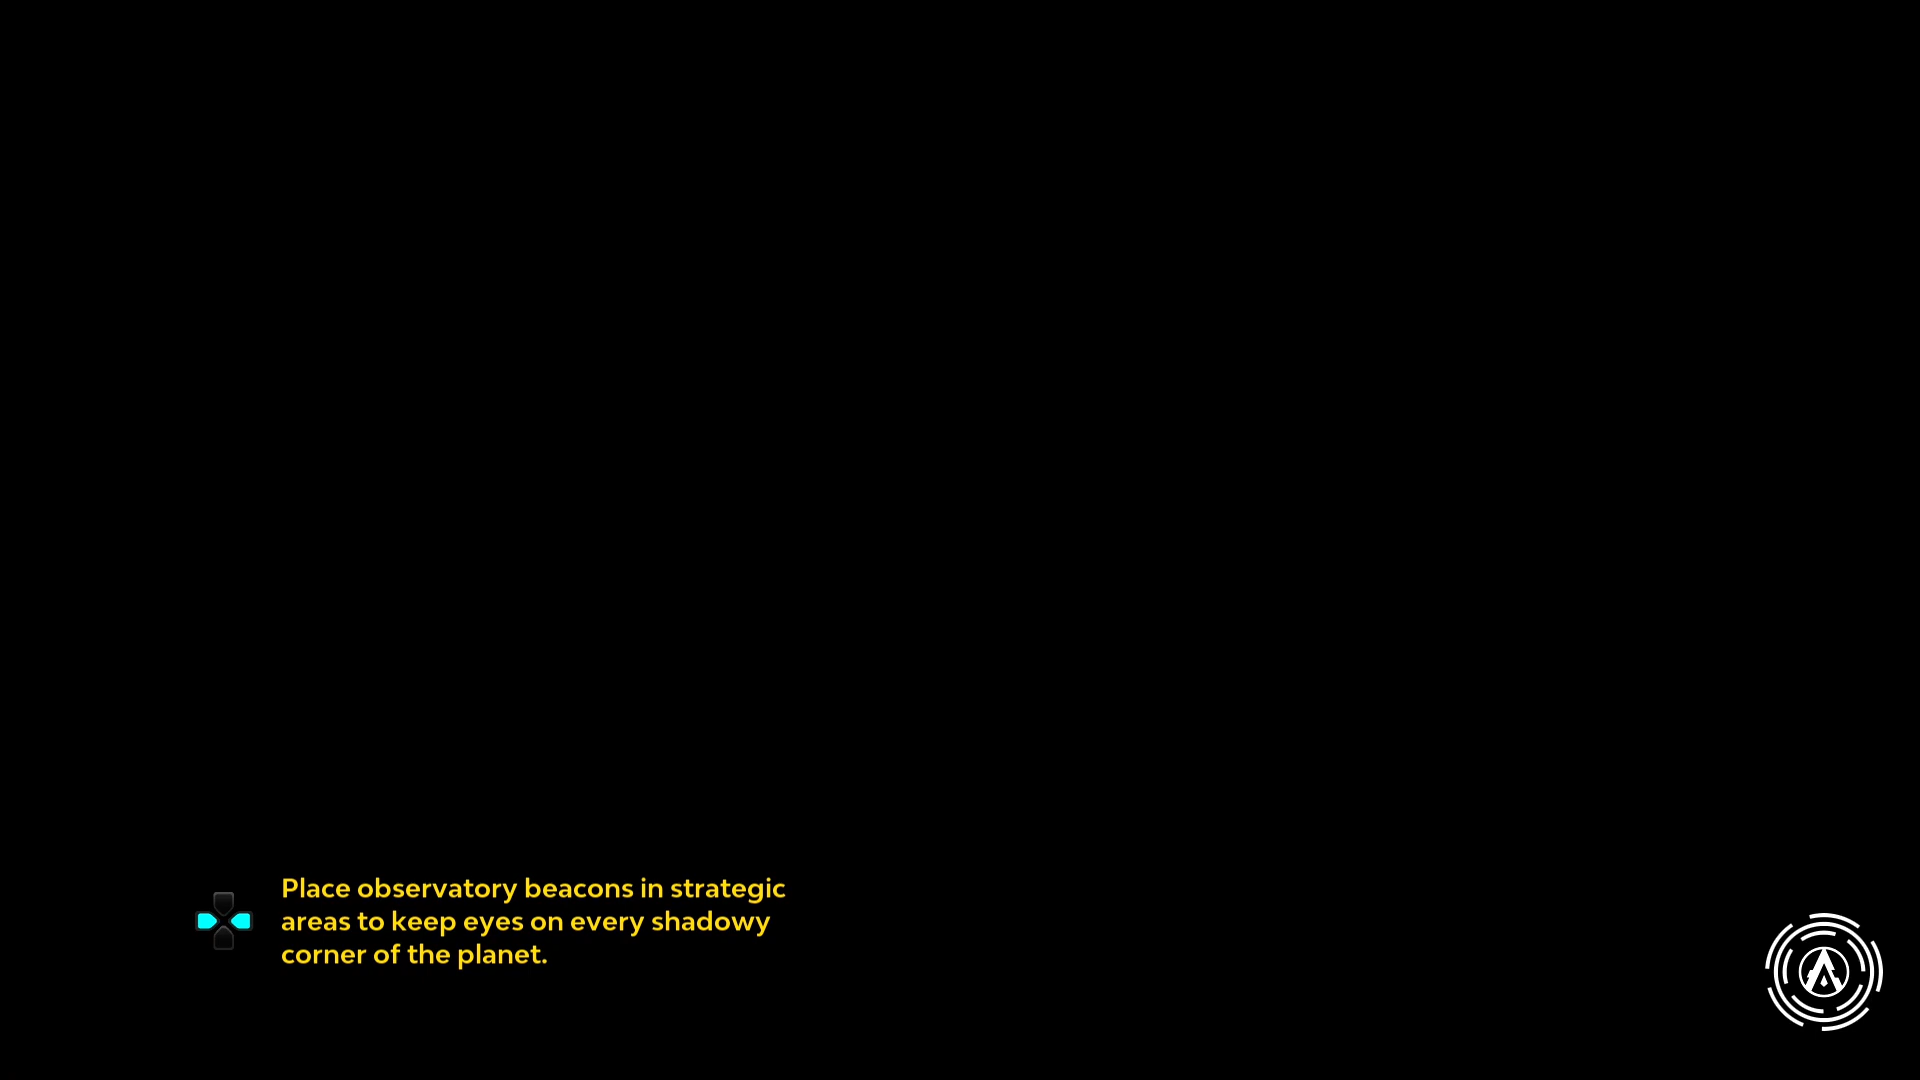 Place observatory beacons in strategic
areas to keep eyes on every shadowy
corner of the planet.